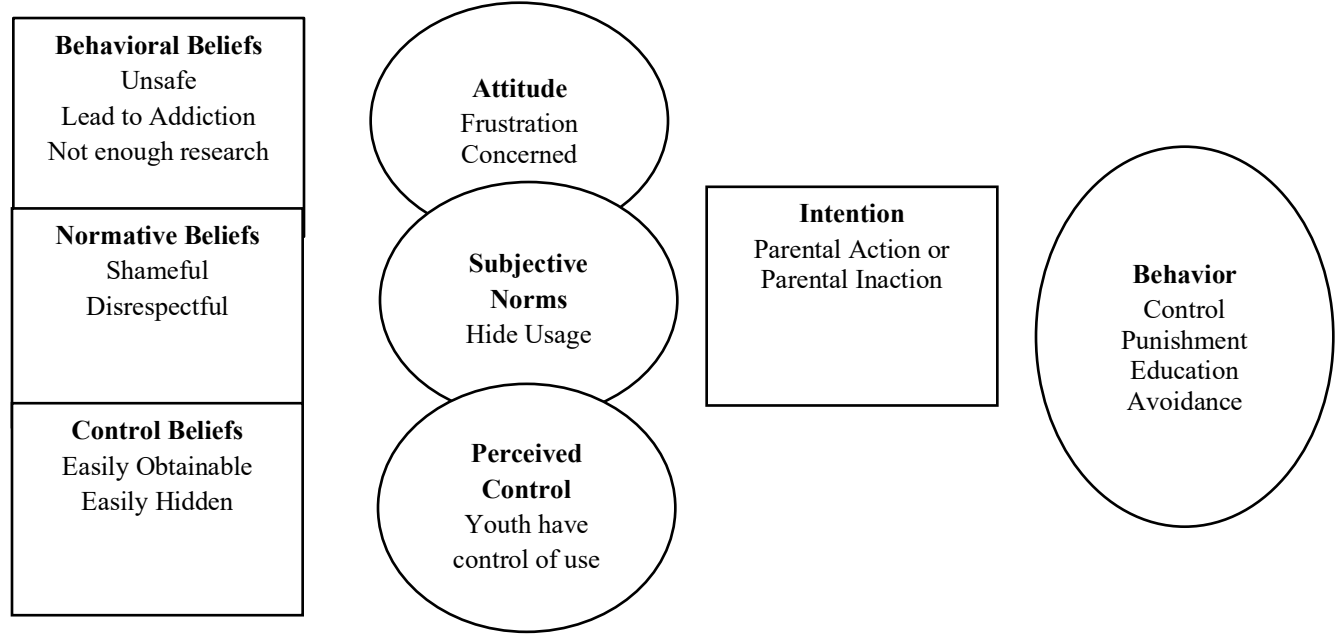 Behavioral Beliefs
Unsafe
Lead to Addiction
Not enough research
Normative Beliefs
Shameful
Disrespectful
Control Beliefs
Easily Obtainable
Easily Hidden
Attitude
Frustration
Concerned
Subjective
Norms
Hide Usage
Perceived
Control
Youth have
control of use
Intention
Parental Action or
Parental Inaction
Behavior
Control
Punishment
Education
Avoidance